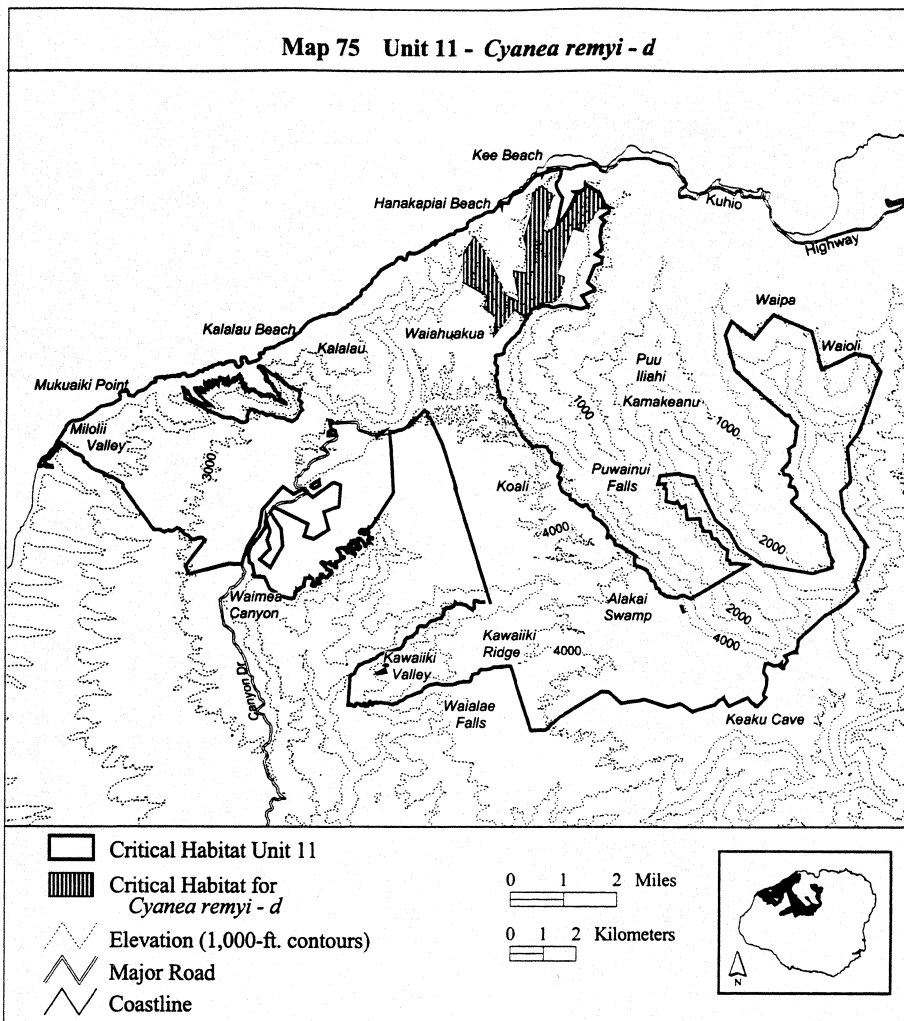 Map 75 Unit 11 - Cyanea remyi - d
Kee Beach
Hanakapiai Beach
Kuhio
Highway
Waipa
Kalalau Beach
Waiahuakua
Waioli
Kalalau
Puu
Iliahi
Mukuaiki Point
Kamakeanu
1000
1000
Milolii
Valley
3000
Puwainui
Falls
Koali
4000
2000
Waimea
Canyon
Alakai
Swamp
2000
4000
Kawaiiki
Ridge
4000
Kawaiiki
Valley
Canyon Dr.
Waialae
Falls
Keaku Cave
Critical Habitat Unit 11
Critical Habitat for
Cyanea remyi - d
Elevation (1,000-ft. contours)
Major Road
Coastline
0 1 2 Miles
0 1 2 Kilometers
N